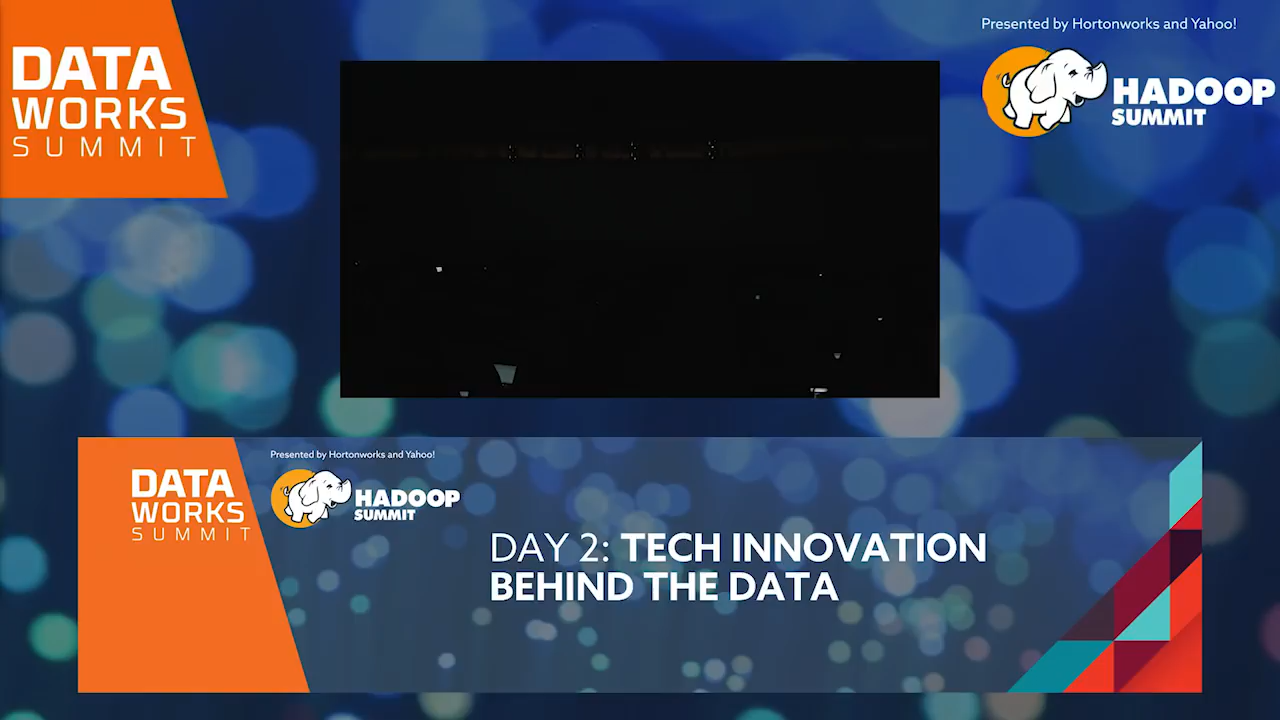 DATA
WORKS
SUMMIT
Presented by Hortonworks and Yahoo!
HADOOP
SUMMIT
DATA
WORKS
SUMMIT
Presented by Hortonworks and Yahoo!
HADOOP
SUMMIT
DAY 2: TECH INNOVATION
BEHIND THE DATA